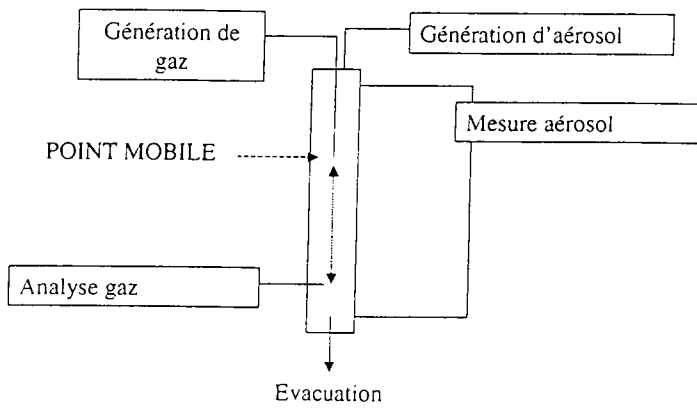 Génération de
gaz
Génération d'aérosol
Mesure aérosol
POINT MOBILE
Analyse gaz
Evacuation